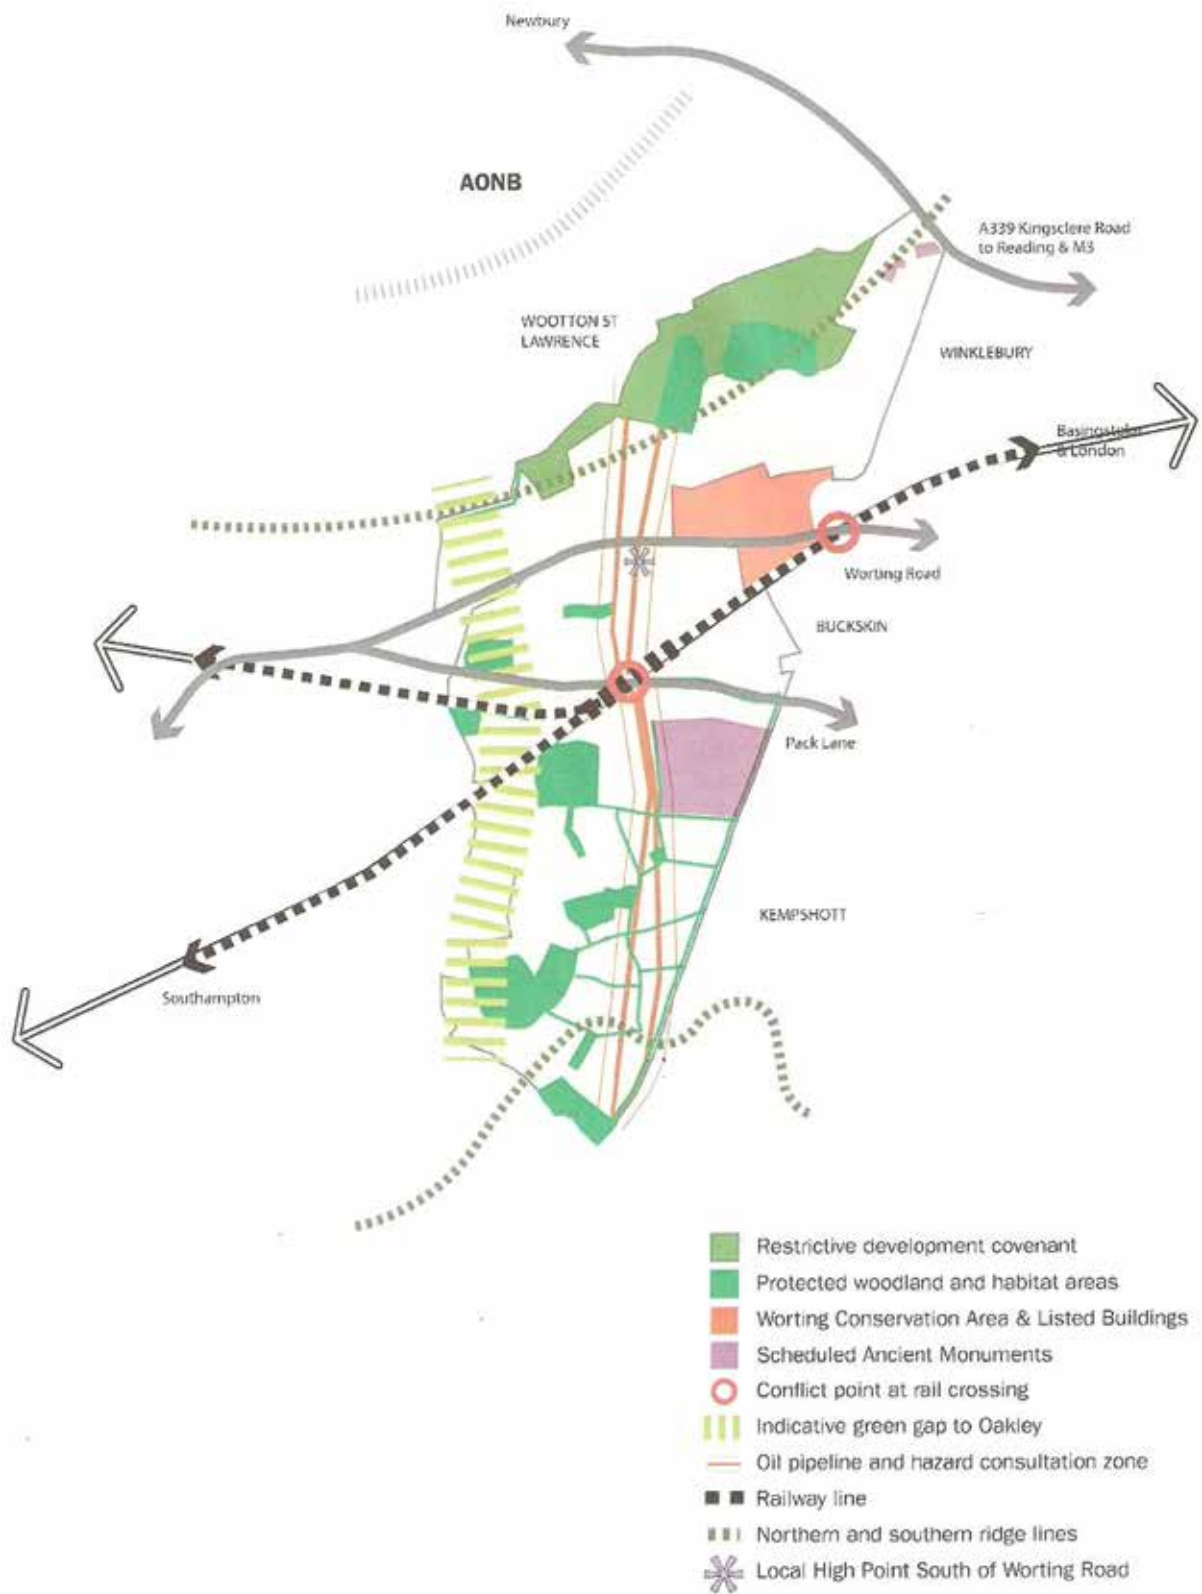 Newbury
AONB
A339 Kingsclere Road
to Reading & M3
WOOTTON ST
LAWRENCE
WINKLEBURY
Basingstoke
& London
Worting Road
BUCKSKIN
Pack Lane
KEMPSHOTT
Southampton
Restrictive development covenant
Protected woodland and habitat areas
Worting Conservation Area & Listed Buildings
Scheduled Ancient Monuments
Conflict point at rail crossing
Indicative green gap to Oakley
Oil pipeline and hazard consultation zone
Railway line
Northern and southern ridge lines
Local High Point South of Worting Road